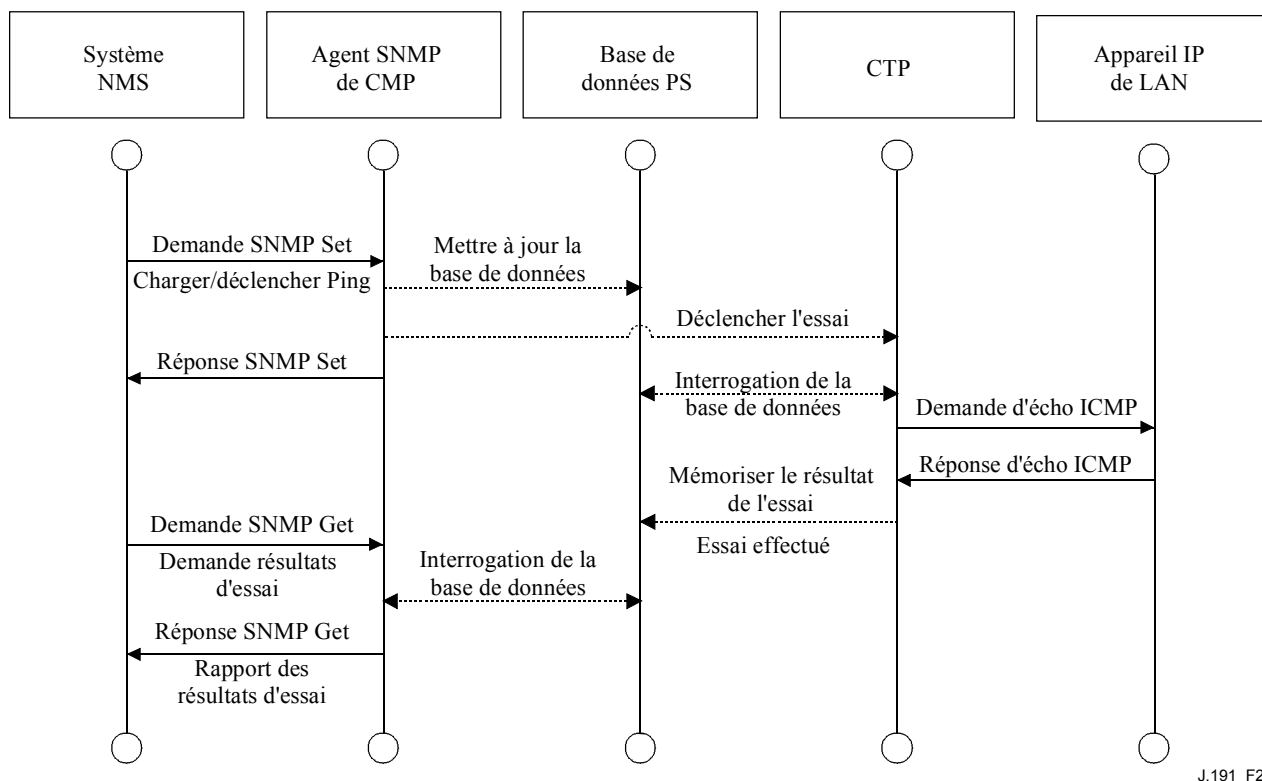 Système
NMS
Agent SNMP
de CMP
Base de
données PS
CTP
Appareil IP
de LAN
Demande SNMP Set
Charger/déclencher Ping
Mettre à jour la
base de données
Déclencher l'essai
Réponse SNMP Set
Interrogation de la
base de données
Demande d'écho ICMP
Réponse d'écho ICMP
Mémoriser le résultat
de l'essai
Essai effectué
Demande SNMP Get
Demande résultats
d'essai
Interrogation de la
base de données
Réponse SNMP Get
Rapport des
résultats d'essai
J.191_F2